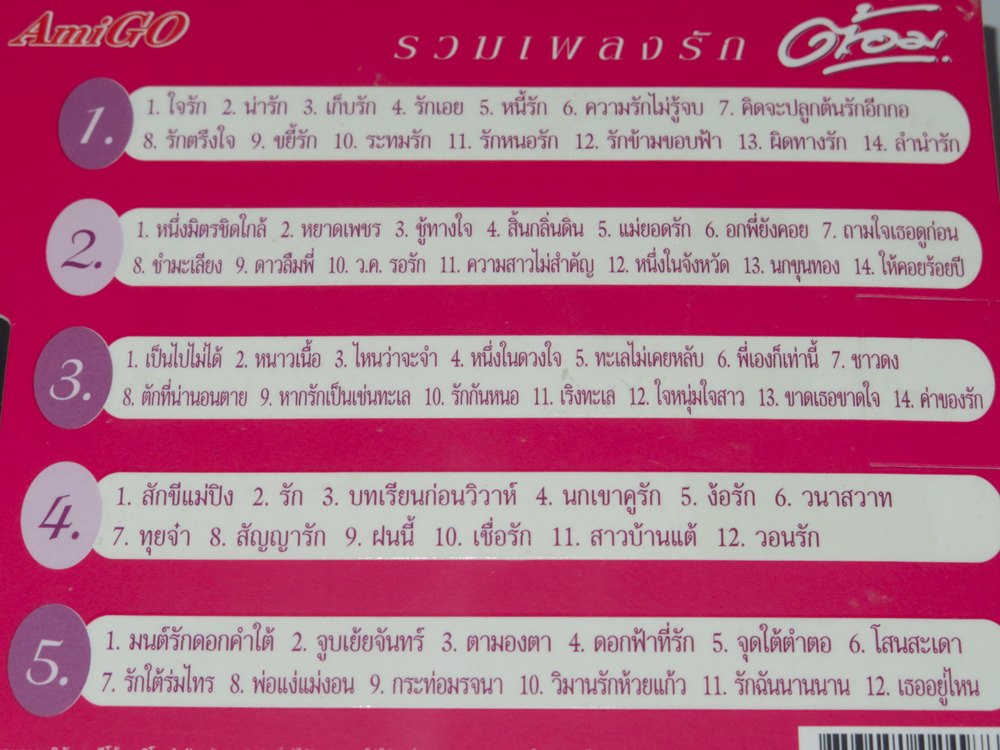 AmiGO
รวมเพลงรัก ต้อม
1.
1. ใจรัก 2. น่ารัก 3. เก็บรัก 4. รักเอย 5. หนี้รัก 6. ความรักไม่รู้จบ 7. คิดจะปลูกต้นรักอีกกอ
8. รักตรึงใจ 9. ขยี้รัก 10. ระทมรัก 11. รักหนอรัก 12. รักข้ามขอบฟ้า 13. ผิดทางรัก 14. ลำนำรัก
2.
1. หนึ่งมิตรชิดใกล้ 2. หยาดเพชร 3. ชู้ทางใจ 4. สิ้นกลิ่นดิน 5. แม่ยอดรัก 6. อกพี่ยังคอย 7. ถามใจเธอดูก่อน
8. ชำมะเลียง 9. ดาวลืมพี่ 10. ว.ค. รอรัก 11. ความสาวไม่สำคัญ 12. หนึ่งในจังหวัด 13. นกขุนทอง 14. ให้คอยร้อยปี
3.
1. เป็นไปไม่ได้ 2. หนาวเนื้อ 3. ไหนว่าจะจำ 4. หนึ่งในดวงใจ 5. ทะเลไม่เคยหลับ 6. พี่เองก็เท่านี้ 7. ชาวดง
8. ตักที่น่านอนตาย 9. หากรักเป็นเช่นทะเล 10. รักกันหนอ 11. เริงทะเล 12. ใจหนุ่มใจสาว 13. ขาดเธอขาดใจ 14. ค่าของรัก
4.
1. สักขีแม่ปิง 2. รัก 3. บทเรียนก่อนวิวาห์ 4. นกเขาคูรัก 5. ง้อรัก 6. วนาสวาท
7. ทุยจ๋า 8. สัญญารัก 9. ฝนนี้ 10. เชื่อรัก 11. สาวบ้านแต้ 12. วอนรัก
5.
1. มนต์รักดอกคำใต้ 2. จูบเย้ยจันทร์ 3. ตามองตา 4. ดอกฟ้าที่รัก 5. จุดใต้ตำตอ 6. โสนสะเดา
7. รักใต้ร่มไทร 8. พ่อแง่แม่งอน 9. กระท่อมรจนา 10. วิมานรักห้วยแก้ว 11. รักฉันนานนาน 12. เธออยู่ไหน